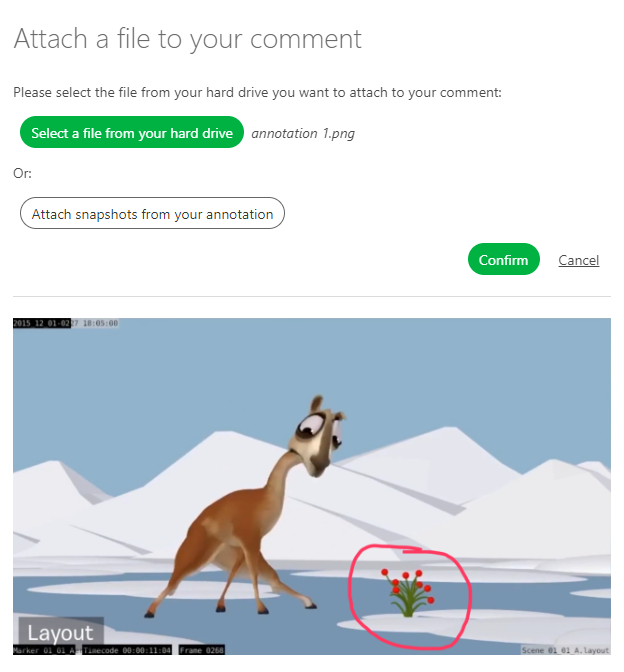 Attach a file to your comment
Please select the file from your hard drive you want to attach to your comment:
Select a file from your hard drive annotation 1.png
Or:
Attach snapshots from your annotation
Confirm Cancel
2015_12_01-02 27 18:05:00
Layout
Marker 01_01_A Timecode 00:00:11:04 Frame 0268 Scene 01_01_A.layout